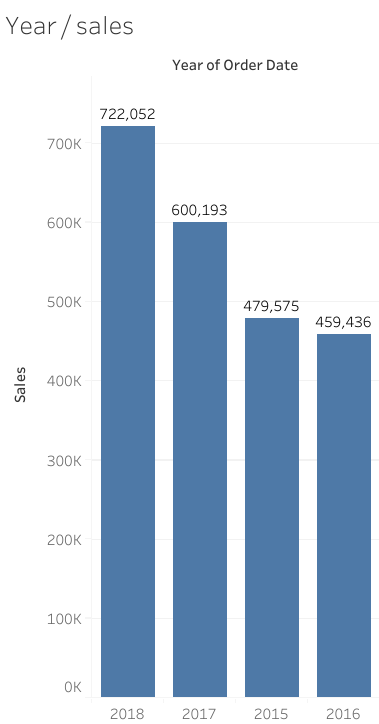 Year / sales
Year of Order Date
722,052
700K
600,193
600K
500K
479,575
459,436
400K
Sales
300K
200K
100K
0K
2018 2017 2015 2016